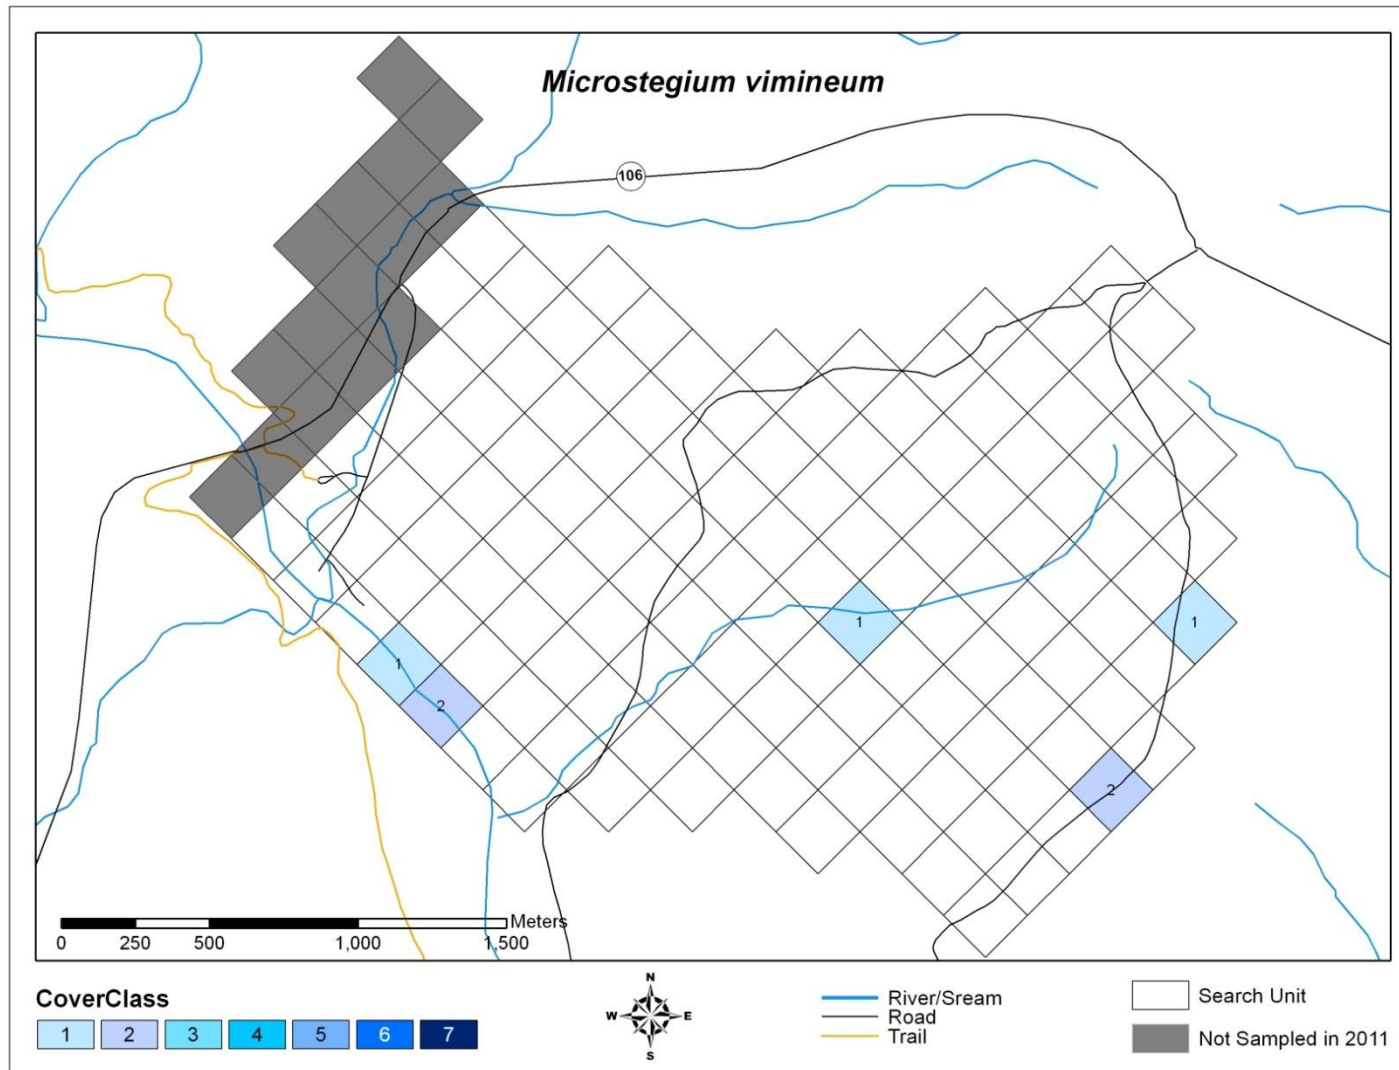 Microstegium vimineum
106
1
1
1
2
2
Meters
0 250 500 1,000 1,500
CoverClass
1 2 3 4 5 6 7
N
W E
S
River/Sream
Road
Trail
Search Unit
Not Sampled in 2011